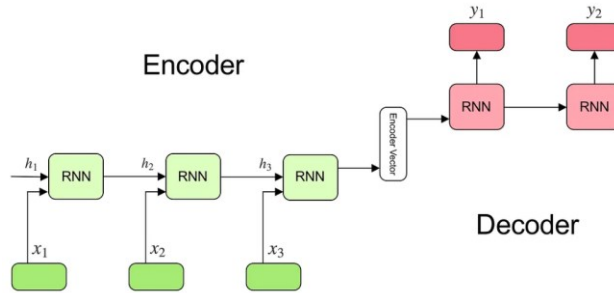 y₁
y₂
Encoder
RNN
RNN
Encoder Vector
h₁
RNN
h₂
RNN
h₃
RNN
Decoder
x₁
x₂
x₃